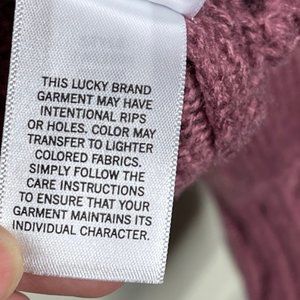 THIS LUCKY BRAND
GARMENT MAY HAVE
INTENTIONAL RIPS
OR HOLES. COLOR MAY
TRANSFER TO LIGHTER
COLORED FABRICS.
SIMPLY FOLLOW THE
CARE INSTRUCTIONS
TO ENSURE THAT YOUR
GARMENT MAINTAINS ITS
INDIVIDUAL CHARACTER.